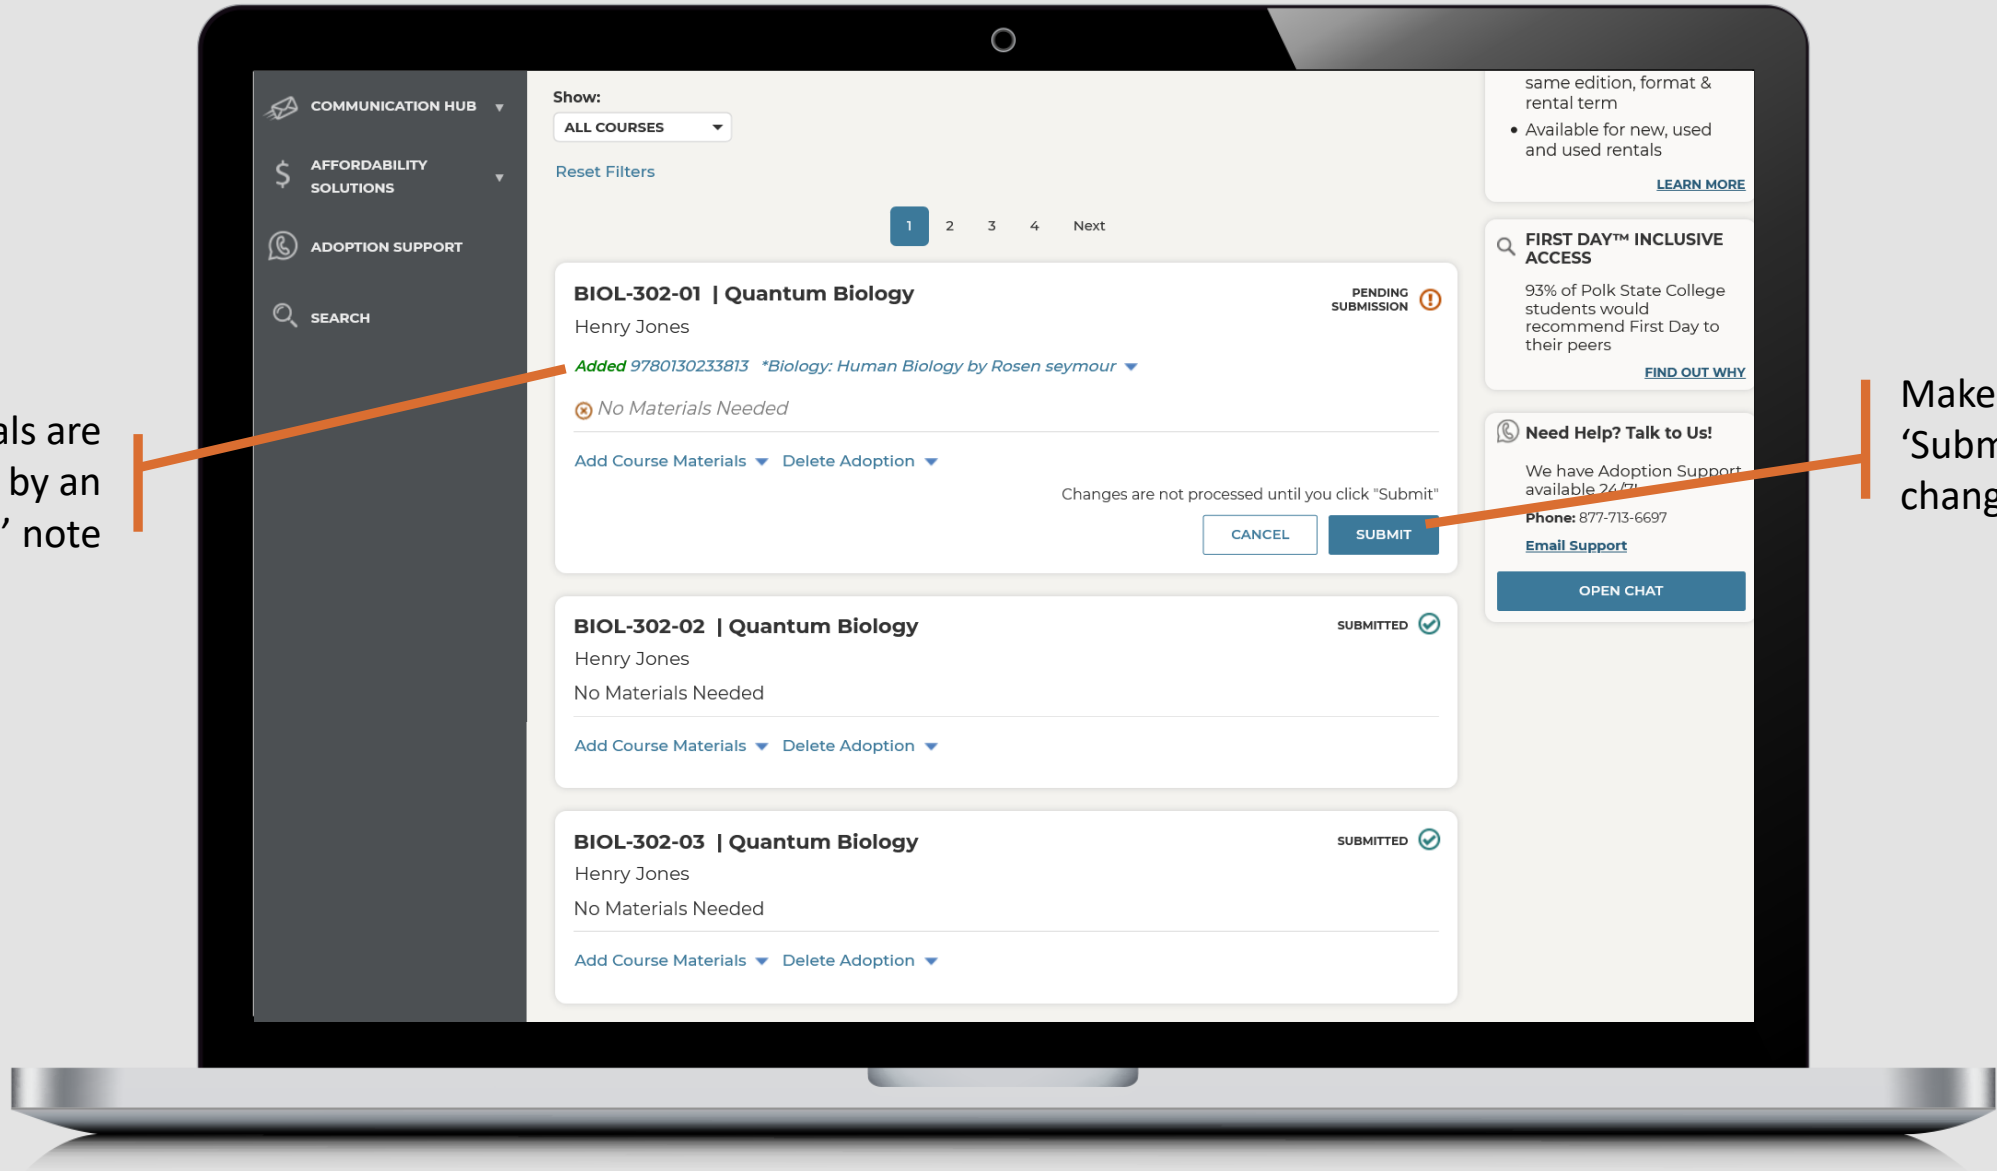 COMMUNICATION HUB
AFFORDABILITY
SOLUTIONS
ADOPTION SUPPORT
SEARCH
Show:
ALL COURSES
Reset Filters
1 2 3 4 Next
BIOL-302-01 | Quantum Biology
PENDING
SUBMISSION
Henry Jones
Added 9780130233813 *Biology: Human Biology by Rosen seymour
No Materials Needed
Add Course Materials Delete Adoption
Changes are not processed until you click "Submit"
CANCEL SUBMIT
BIOL-302-02 | Quantum Biology
SUBMITTED
Henry Jones
No Materials Needed
Add Course Materials Delete Adoption
BIOL-302-03 | Quantum Biology
SUBMITTED
Henry Jones
No Materials Needed
Add Course Materials Delete Adoption
same edition, format &
rental term
• Available for new, used
and used rentals
LEARN MORE
FIRST DAY™ INCLUSIVE
ACCESS
93% of Polk State College
students would
recommend First Day to
their peers
FIND OUT WHY
Need Help? Talk to Us!
We have Adoption Support
available 24/7!
Phone: 877-713-6697
Email Support
OPEN CHAT
are
by an
’ note
Make